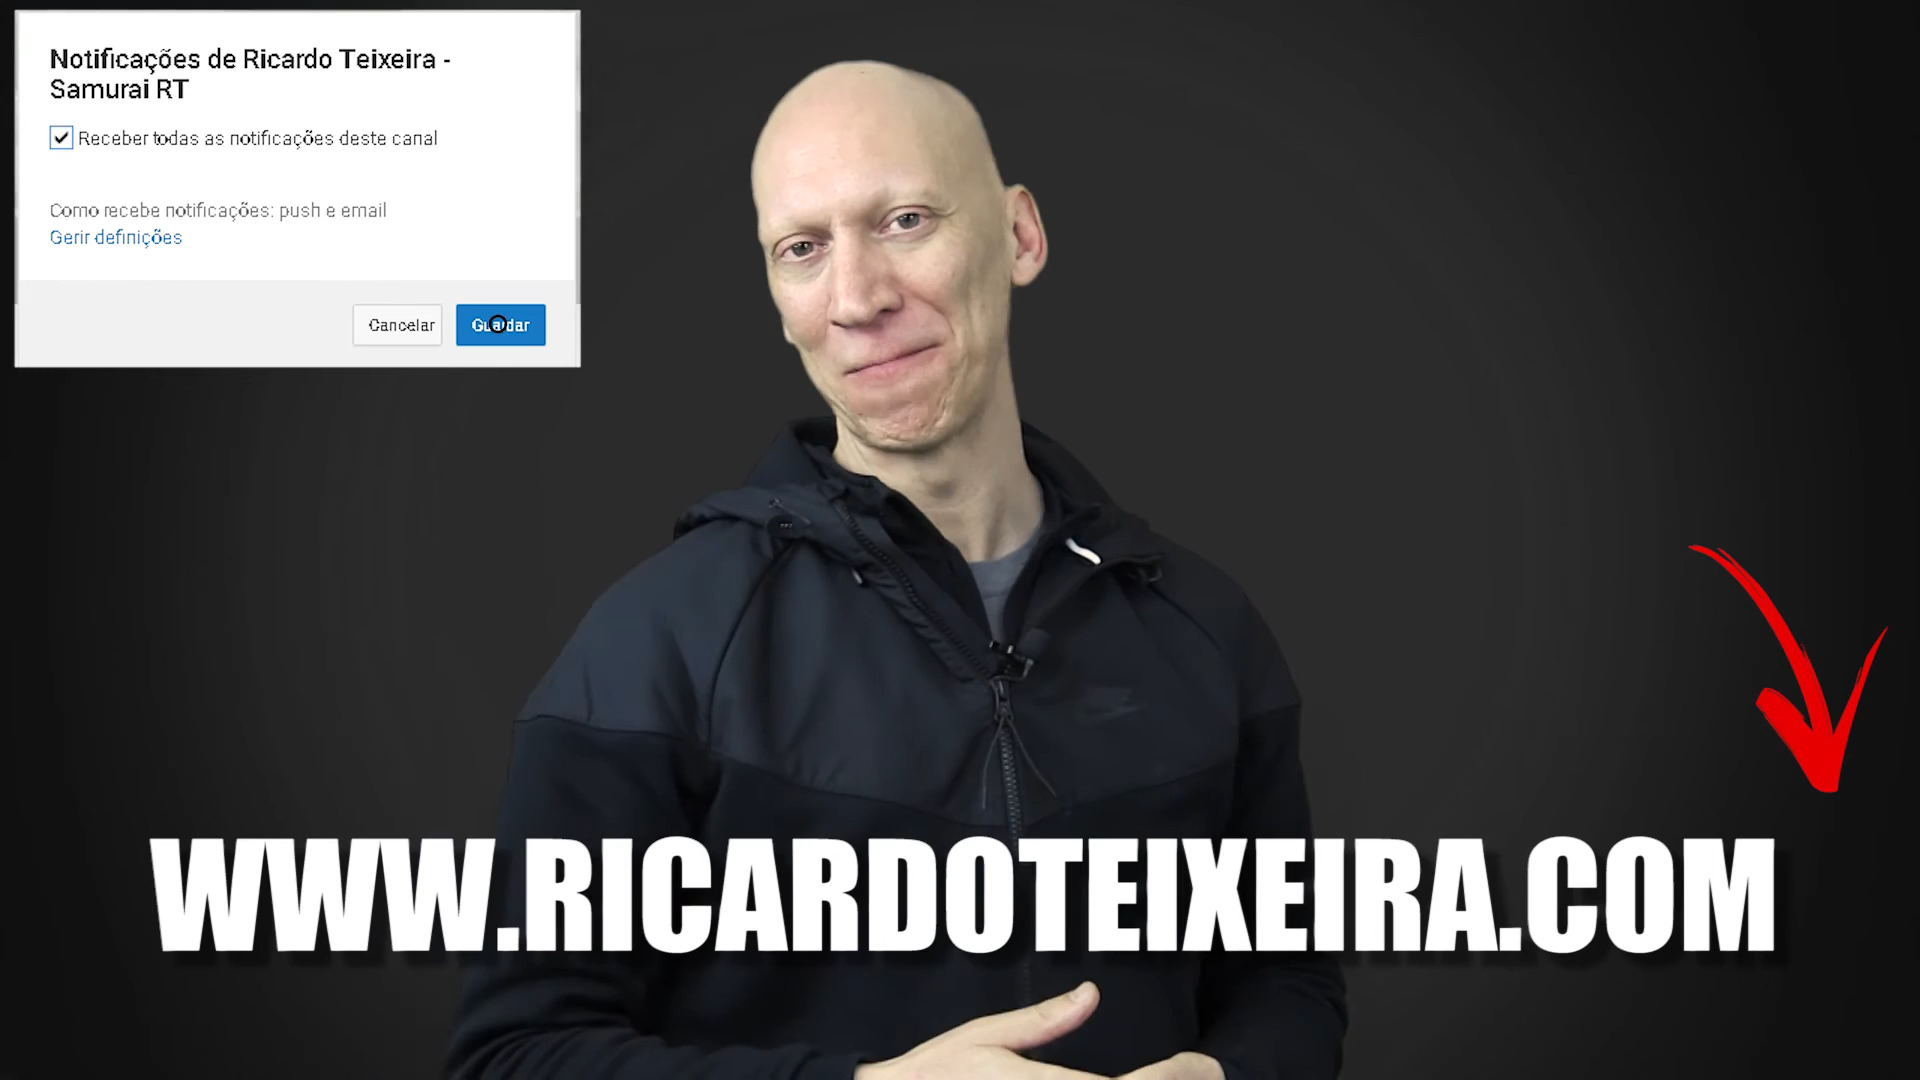 Notificações de Ricardo Teixeira -
Samurai RT
Receber todas as notificações deste canal
Como recebe notificações: push e email
Gerir definições
Cancelar
Guardar
WWW.RICARDOTEIXEIRA.COM